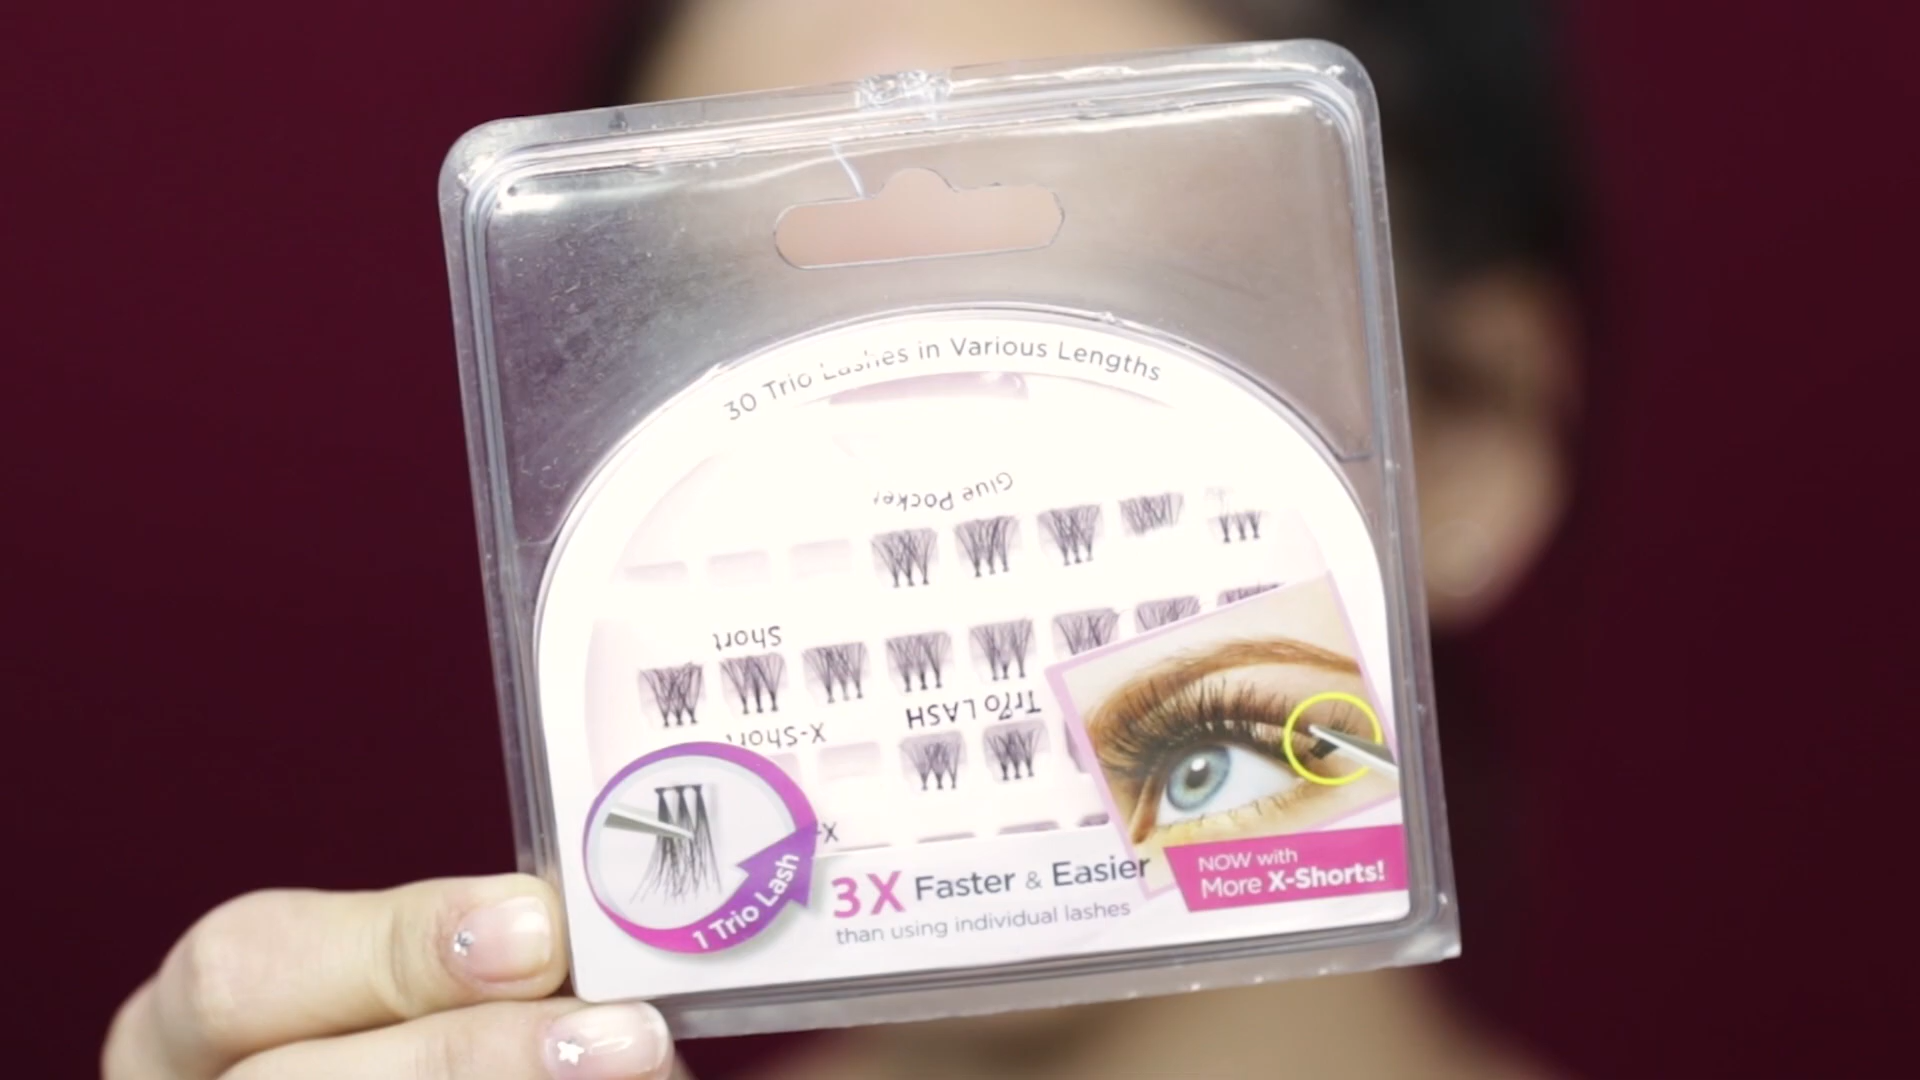 30 Trio Lashes in Various Lengths
Glue Pocket
Short
Trio LASH
X-Short
X-
1 Trio Lash
3X Faster & Easier
than using individual lashes
NOW with
More X-Shorts!